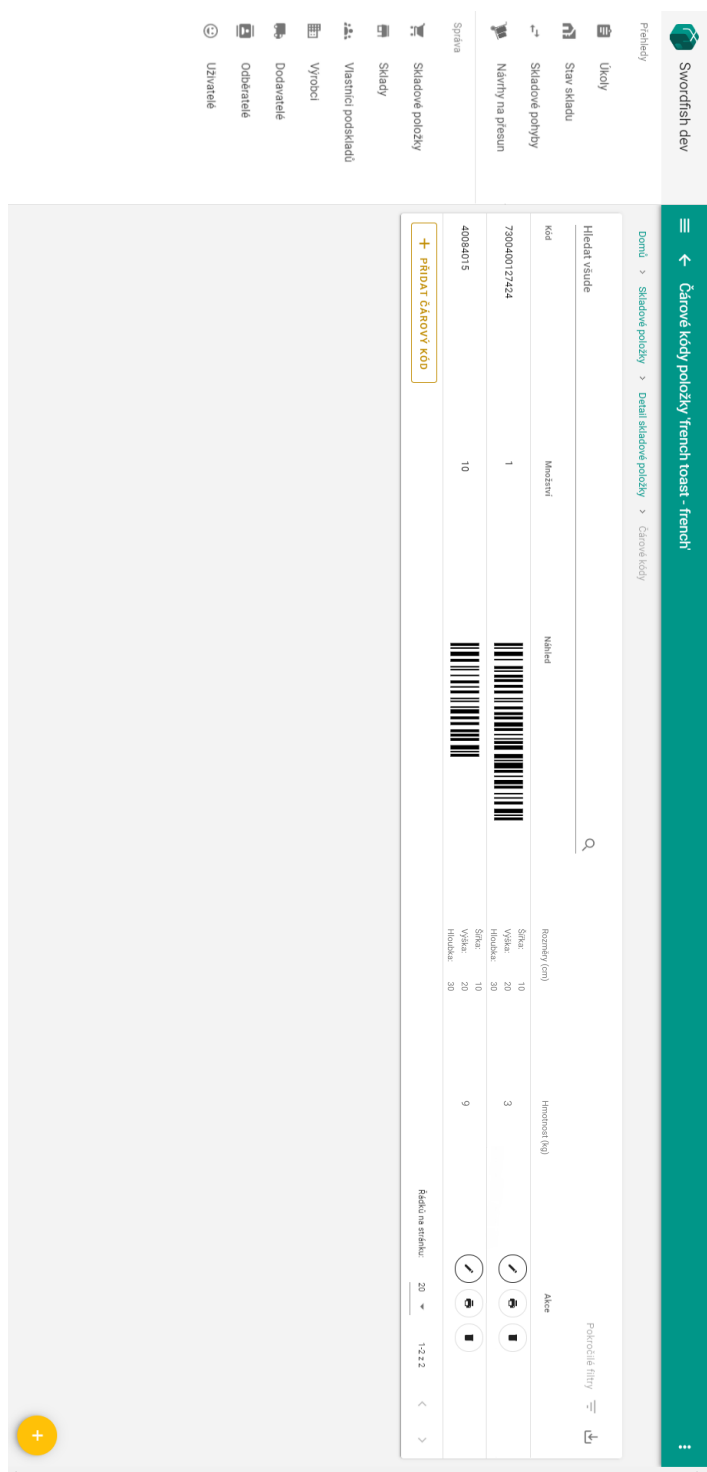 Swordfish dev
Přehledy
Úkoly
Stav skladu
Skladové pohyby
Návrhy na přesun
Správa
Skladové položky
Sklady
Vlastníci podskladů
Výrobci
Dodavatelé
Odběratelé
Uživatelé
Čárové kódy položky 'french toast - french'
Domů > Skladové položky > Detail skladové položky > Čárové kódy
Hledat všude
Pokročilé filtry
Kód Množství Náhled Rozměry (cm) Hmotnost (kg) Akce
7300400127424 1 Šířka: 10 3
Výška: 20
Hloubka: 30
40084015 10 Šířka: 10 9
Výška: 20
Hloubka: 30
+ PŘIDAT ČÁROVÝ KÓD
Řádků na stránku: 20 1-2 z 2